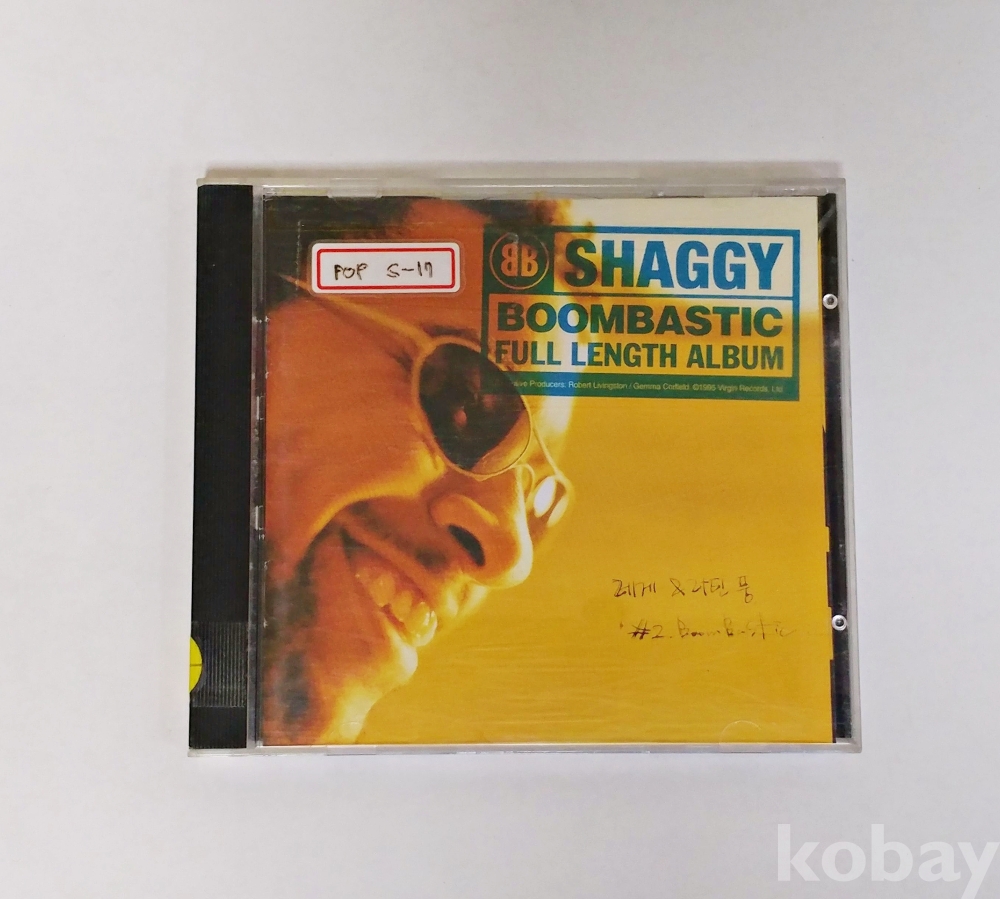 POP S-17
BB SHAGGY
BOOMBASTIC
FULL LENGTH ALBUM
Producers: Robert Livingston / Gemma Corfield. ©1995 Virgin Records, Ltd.
레게 & 라틴 풍
#2. BoomBastic
kobay